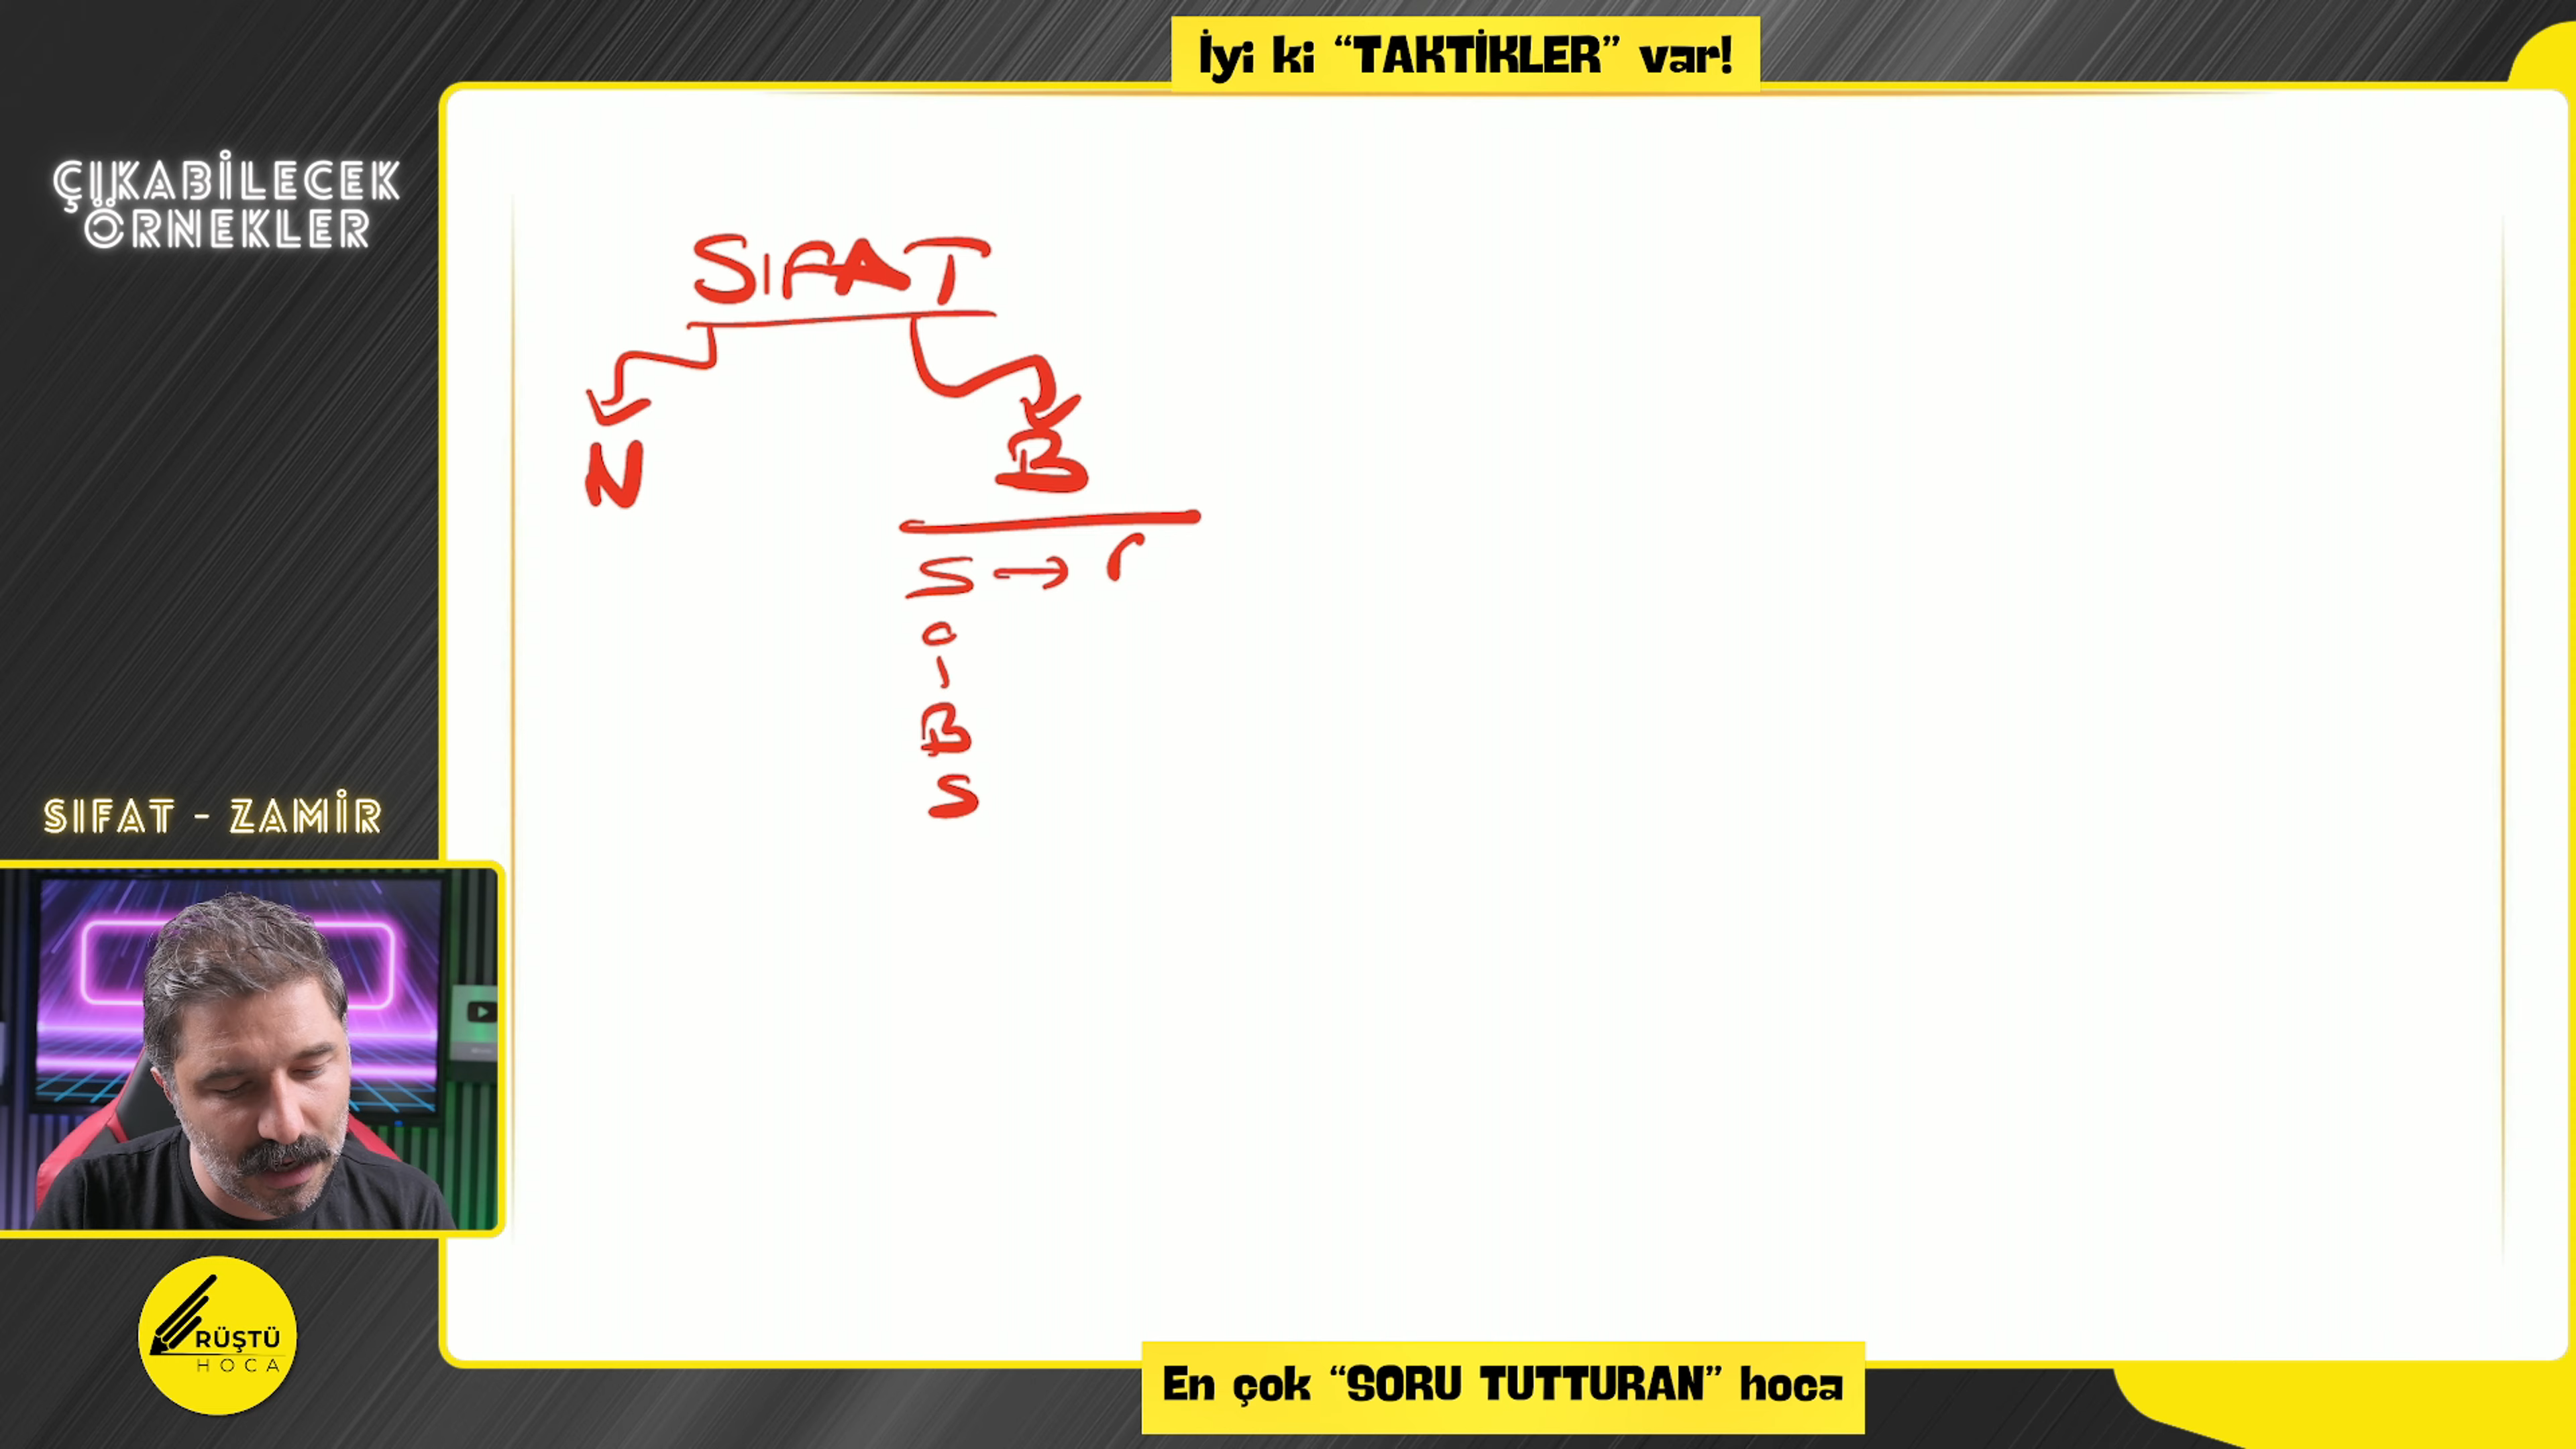 İyi ki “TAKTİKLER” var!
ÇIKABİLECEK
ÖRNEKLER
SIFAT
Z
B
S → r
O
-
B
S
SIFAT - ZAMİR
RÜŞTÜ
HOCA
En çok “SORU TUTTURAN” hoca